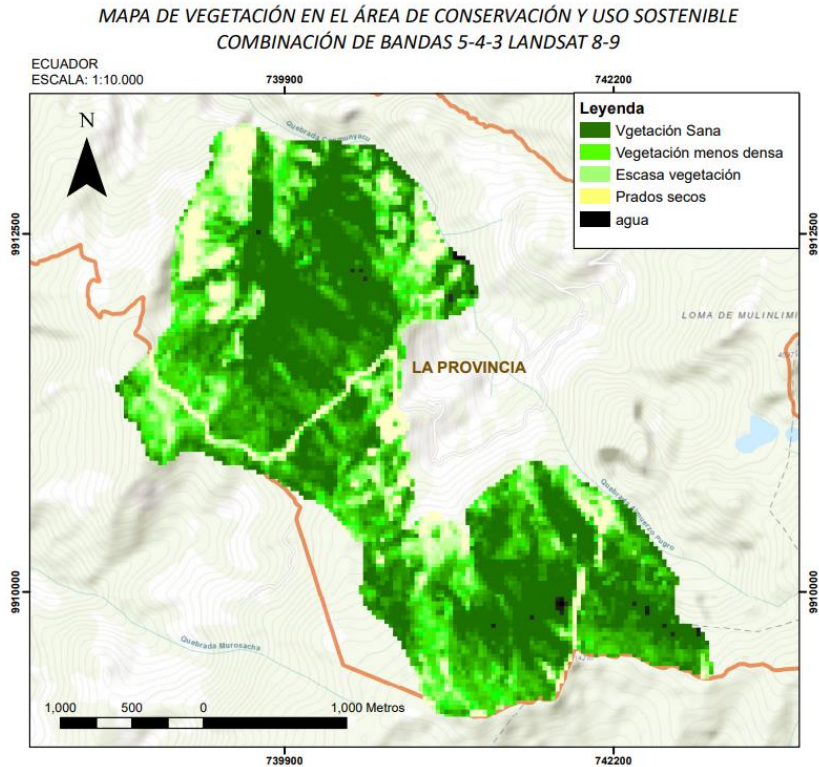 MAPA DE VEGETACIÓN EN EL ÁREA DE CONSERVACIÓN Y USO SOSTENIBLE
COMBINACIÓN DE BANDAS 5-4-3 LANDSAT 8-9
ECUADOR
ESCALA: 1:10.000
739900
742200
N
Leyenda
Vgetación Sana
Vegetación menos densa
Escasa vegetación
Prados secos
agua
Quebrada
9912500
9912500
LOMA DE MULINLIMI
LA PROVINCIA
Quebrada Pugro
9910000
9910000
Quebrada Murosacha
1,000 500 0 1,000 Metros
739900
742200